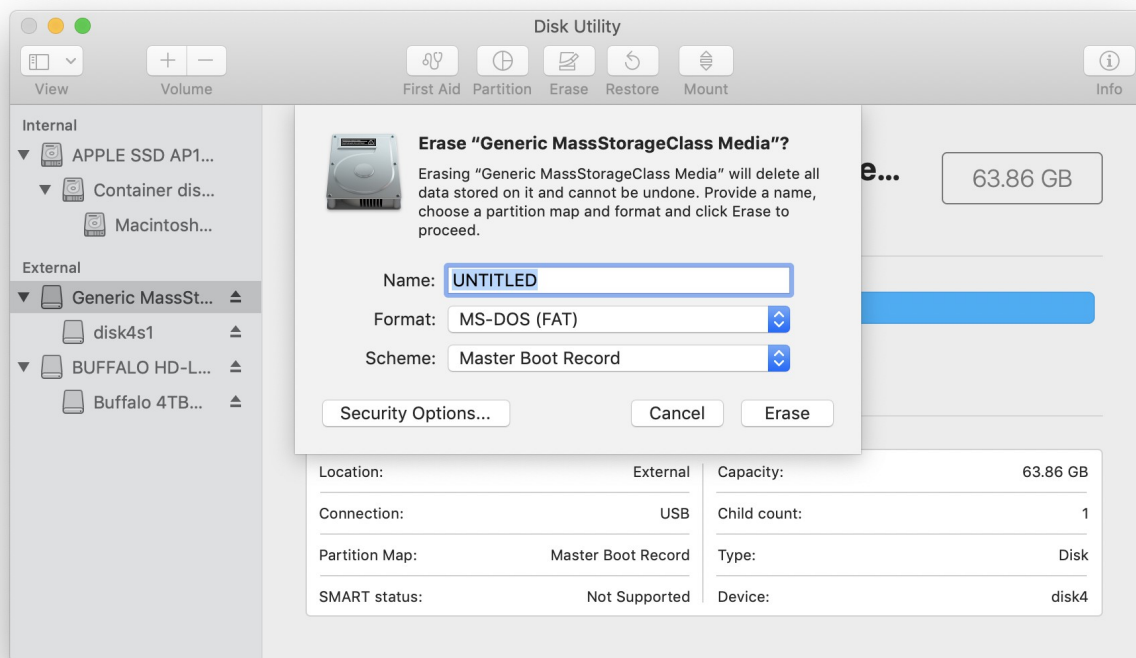 Disk Utility
View
Volume
First Aid
Partition
Erase
Restore
Mount
Info
Internal
APPLE SSD AP1...
Container dis...
Macintosh...
External
Generic MassSt...
disk4s1
BUFFALO HD-L...
Buffalo 4TB...
Erase “Generic MassStorageClass Media”?
Erasing “Generic MassStorageClass Media” will delete all
data stored on it and cannot be undone. Provide a name,
choose a partition map and format and click Erase to
proceed.
Name: UNTITLED
Format: MS-DOS (FAT)
Scheme: Master Boot Record
Security Options...
Cancel
Erase
e...
63.86 GB
Location: External
Connection: USB
Partition Map: Master Boot Record
SMART status: Not Supported
Capacity: 63.86 GB
Child count: 1
Type: Disk
Device: disk4